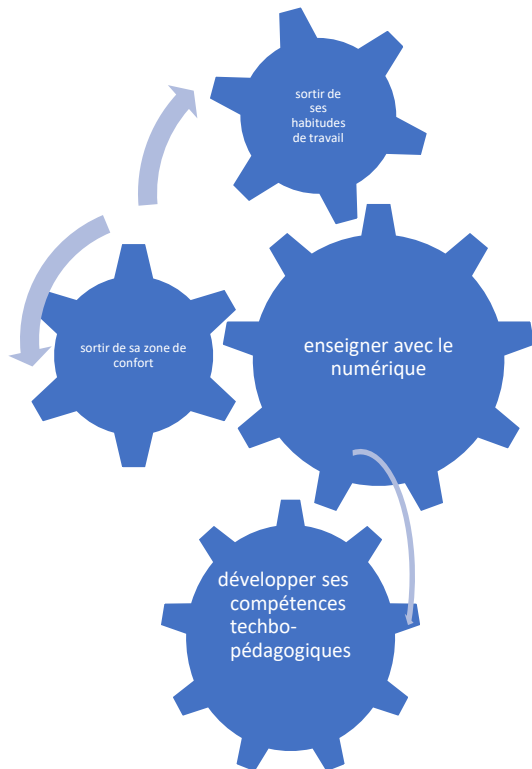 sortir de
ses
habitudes
de travail
enseigner avec le
numérique
sortir de sa zone de
confort
développer ses
compétences
techbo-
pédagogiques